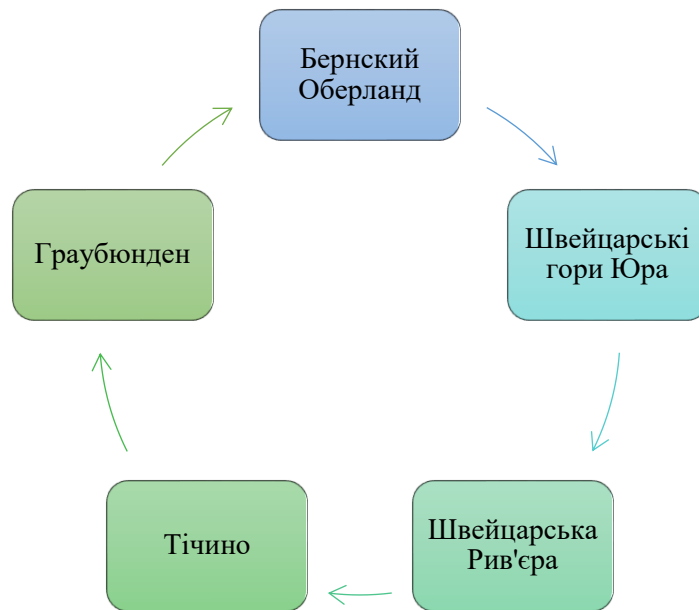 Бернский
Оберланд
Швейцарські
гори Юра
Швейцарська
Рив'єра
Тічино
Граубюнден